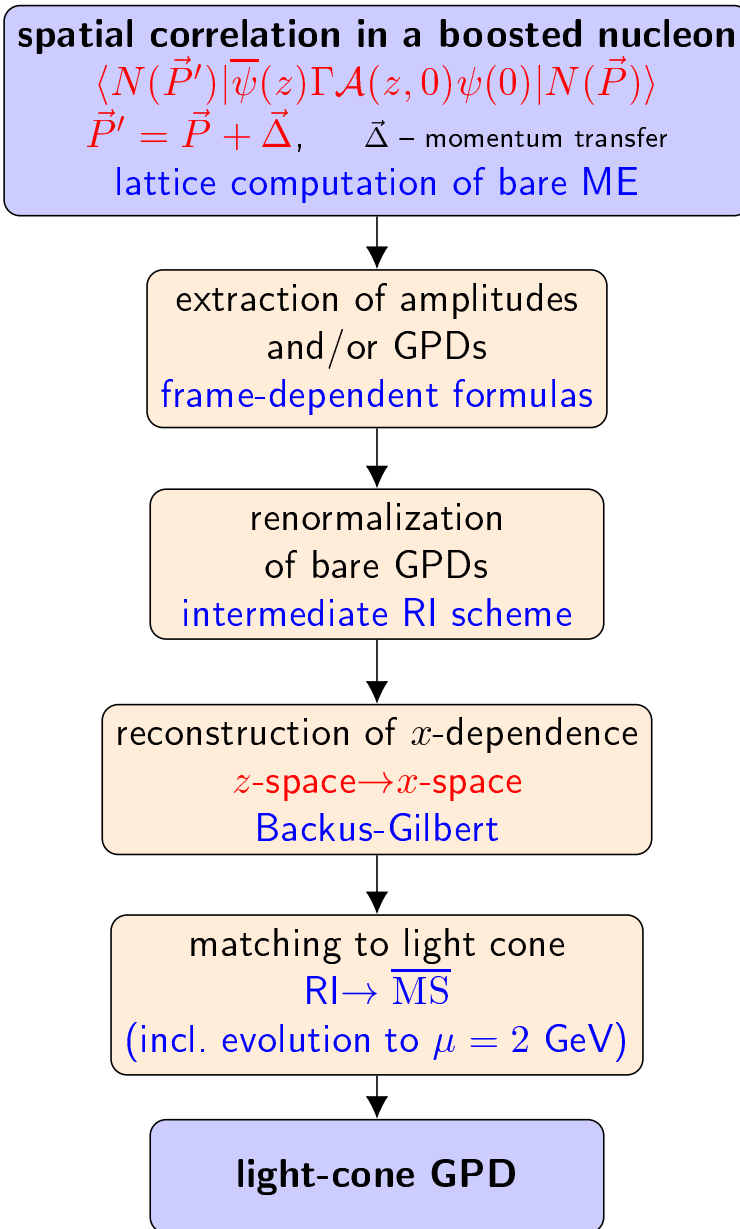 spatial correlation in a boosted nucleon
⟨N(P⃗′)|ψ̅(z)Γ𝒜(z,0)ψ(0)|N(P⃗)⟩
P⃗′ = P⃗ + Δ⃗, Δ⃗ – momentum transfer
lattice computation of bare ME
extraction of amplitudes
and/or GPDs
frame-dependent formulas
renormalization
of bare GPDs
intermediate RI scheme
reconstruction of x-dependence
z-space→x-space
Backus-Gilbert
matching to light cone
RI→ M̅S̅
(incl. evolution to μ = 2 GeV)
light-cone GPD